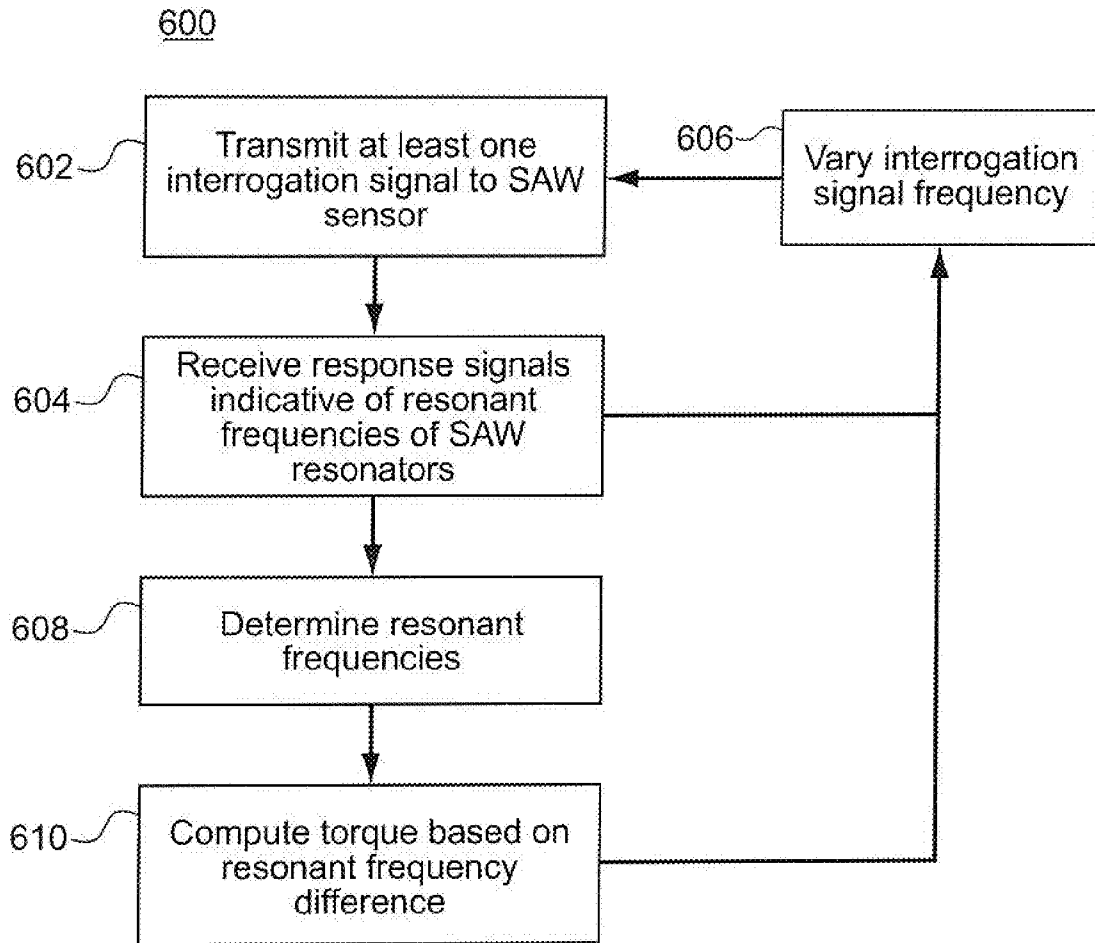 600
602
Transmit at least one
interrogation signal to SAW
sensor
606
Vary interrogation
signal frequency
604
Receive response signals
indicative of resonant
frequencies of SAW
resonators
608
Determine resonant
frequencies
610
Compute torque based on
resonant frequency
difference